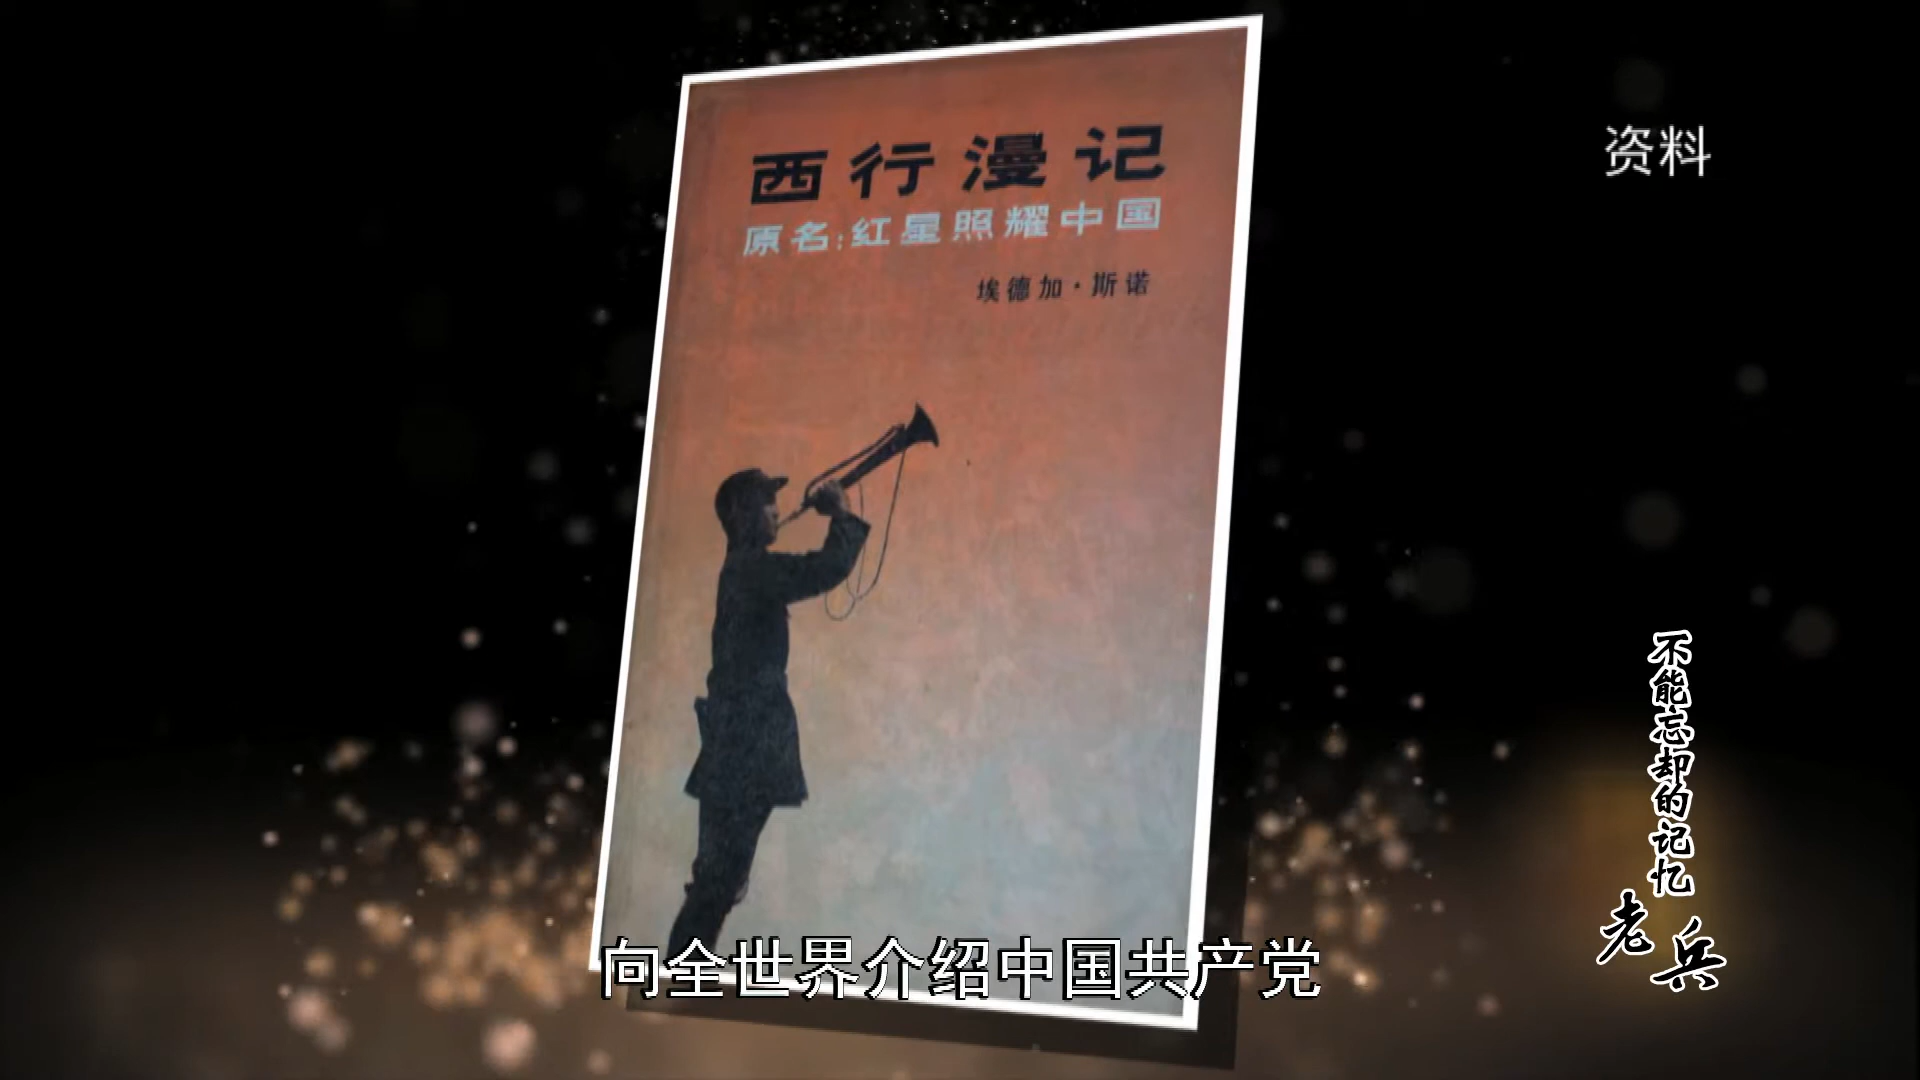 西行漫记
原名:红星照耀中国
埃德加·斯诺
资料
不能忘却的记忆
老兵
向全世界介绍中国共产党